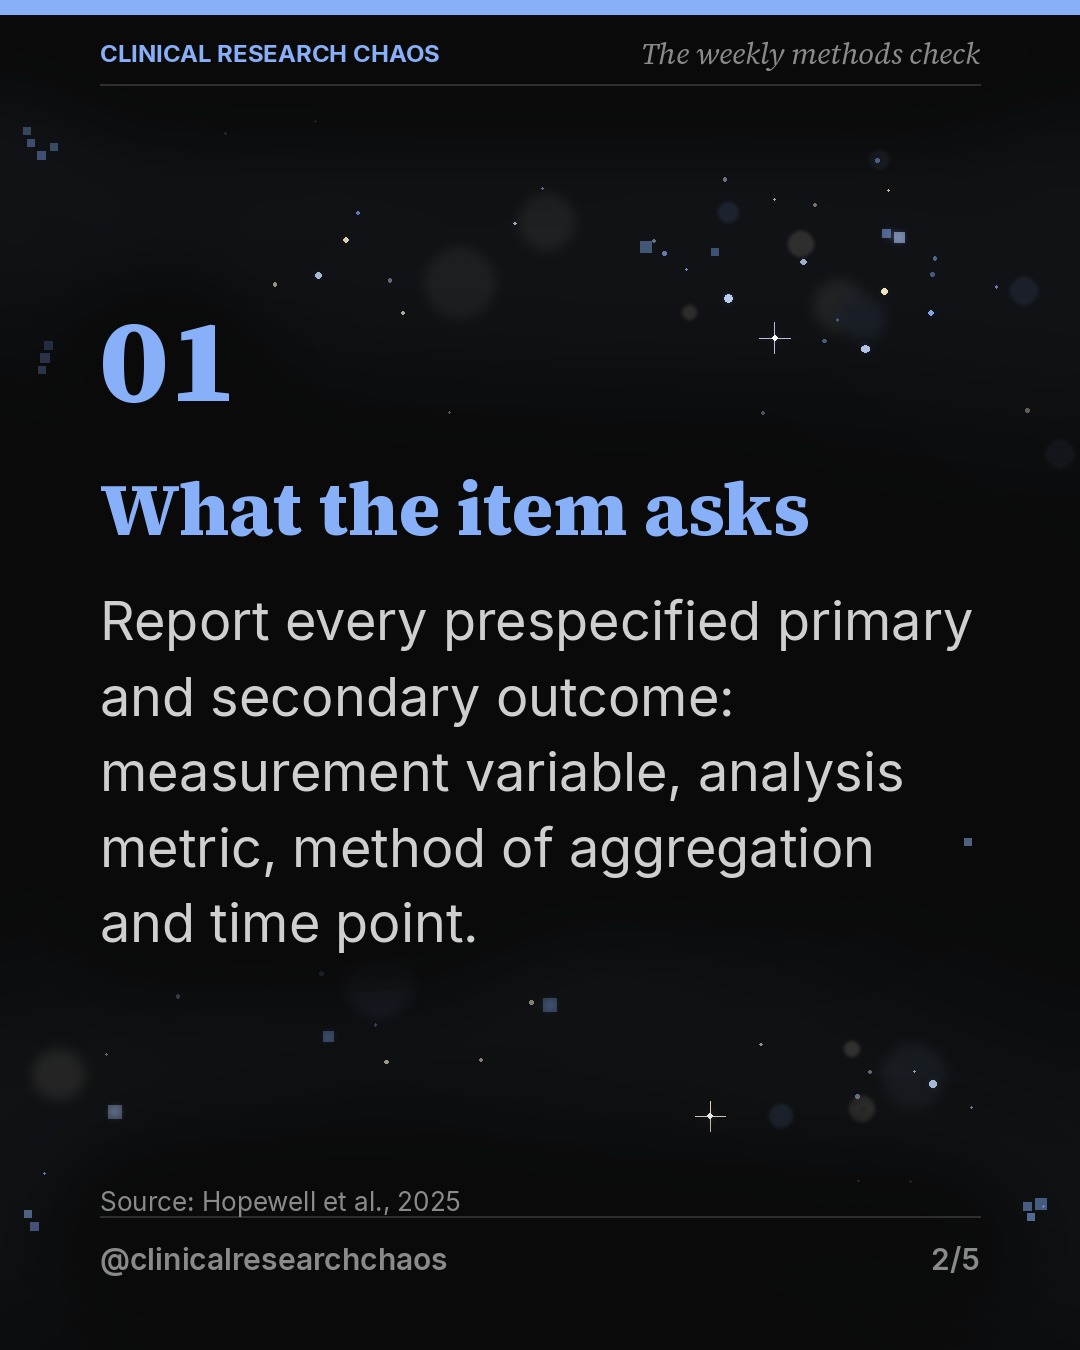 CLINICAL RESEARCH CHAOS
The weekly methods check
01
What the item asks
Report every prespecified primary
and secondary outcome:
measurement variable, analysis
metric, method of aggregation
and time point.
Source: Hopewell et al., 2025
@clinicalresearchchaos
2/5